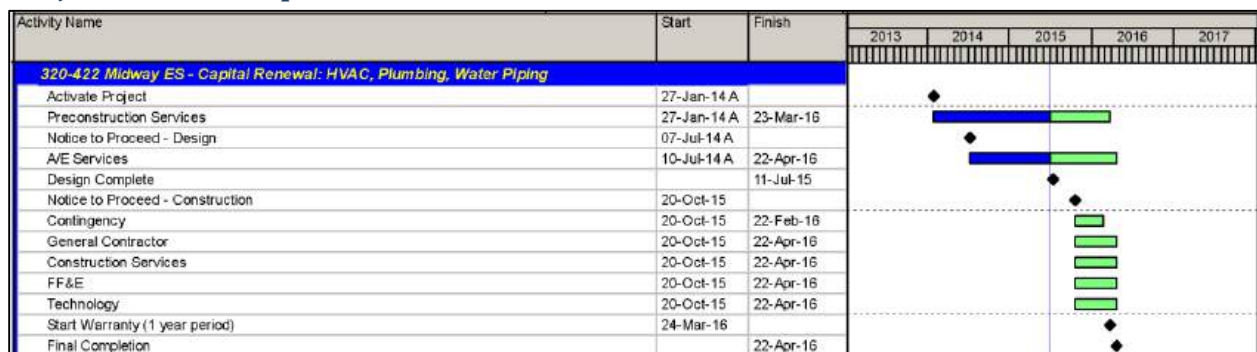 Activity Name Start Finish
2013 2014 2015 2016 2017
320-422 Midway ES - Capital Renewal: HVAC, Plumbing, Water Piping
Activate Project 27-Jan-14 A
Preconstruction Services 27-Jan-14 A 23-Mar-16
Notice to Proceed - Design 07-Jul-14 A
A/E Services 10-Jul-14 A 22-Apr-16
Design Complete 11-Jul-15
Notice to Proceed - Construction 20-Oct-15
Contingency 20-Oct-15 22-Feb-16
General Contractor 20-Oct-15 22-Apr-16
Construction Services 20-Oct-15 22-Apr-16
FF&E 20-Oct-15 22-Apr-16
Technology 20-Oct-15 22-Apr-16
Start Warranty (1 year period) 24-Mar-16
Final Completion 22-Apr-16